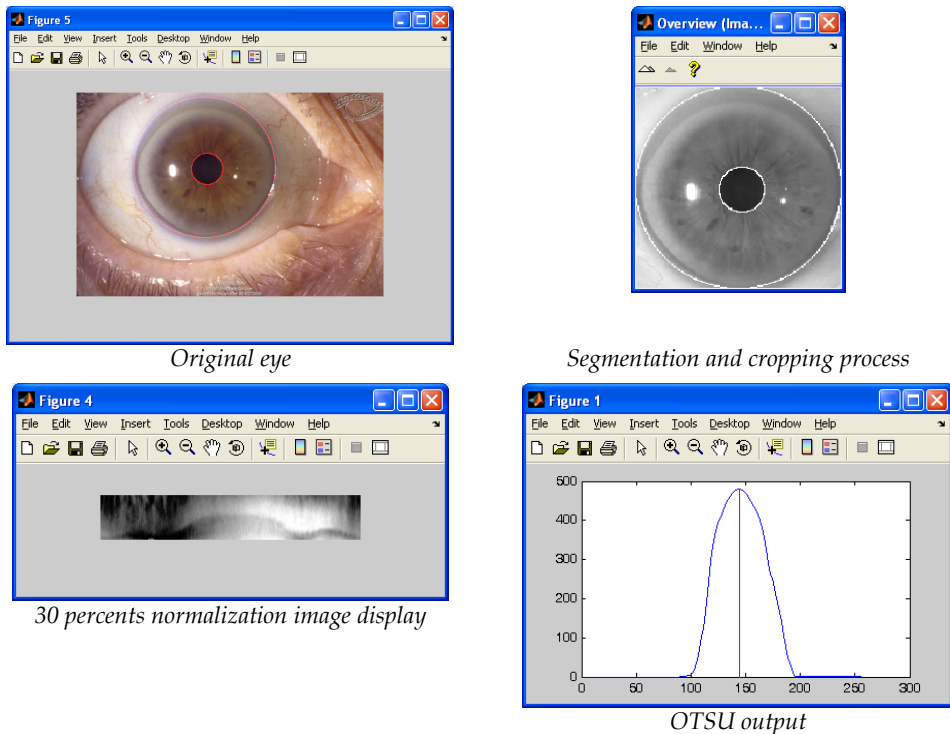 Figure 5
File Edit View Insert Tools Desktop Window Help
Original eye
Overview (Ima...
File Edit Window Help
Segmentation and cropping process
Figure 4
File Edit View Insert Tools Desktop Window Help
30 percents normalization image display
Figure 1
File Edit View Insert Tools Desktop Window Help
500
400
300
200
100
0
0 50 100 150 200 250 300
OTSU output